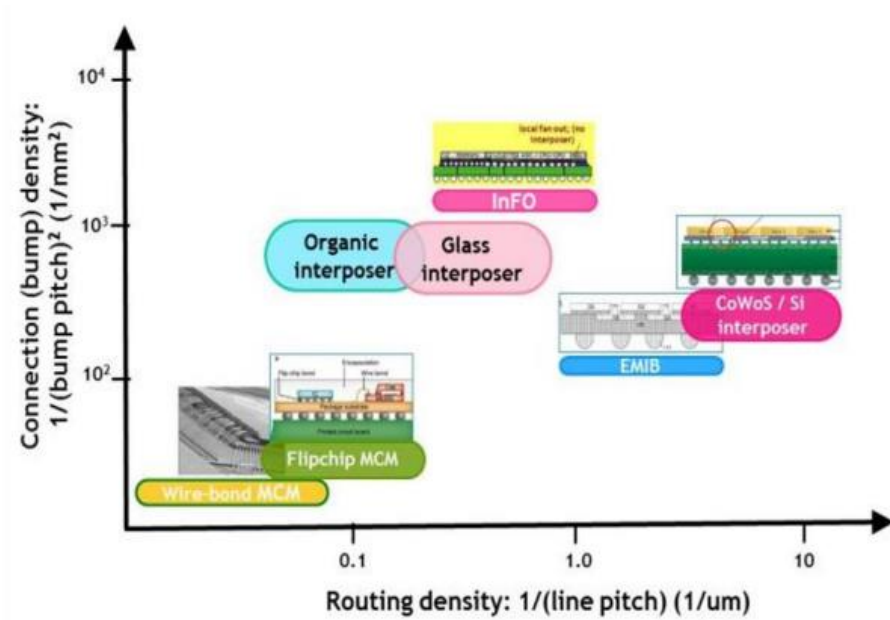 Connection (bump) density:
1/(bump pitch)² (1/mm²)
10⁴
10³
10²
local fan out; (no
interposer)
InFO
Organic
interposer
Glass
interposer
CoWoS / Si
interposer
EMIB
Flip chip bond
Encapsulation
Wire bond
Package substrate
Printed circuit board
Flipchip MCM
Wire-bond MCM
0.1
1.0
10
Routing density: 1/(line pitch) (1/um)